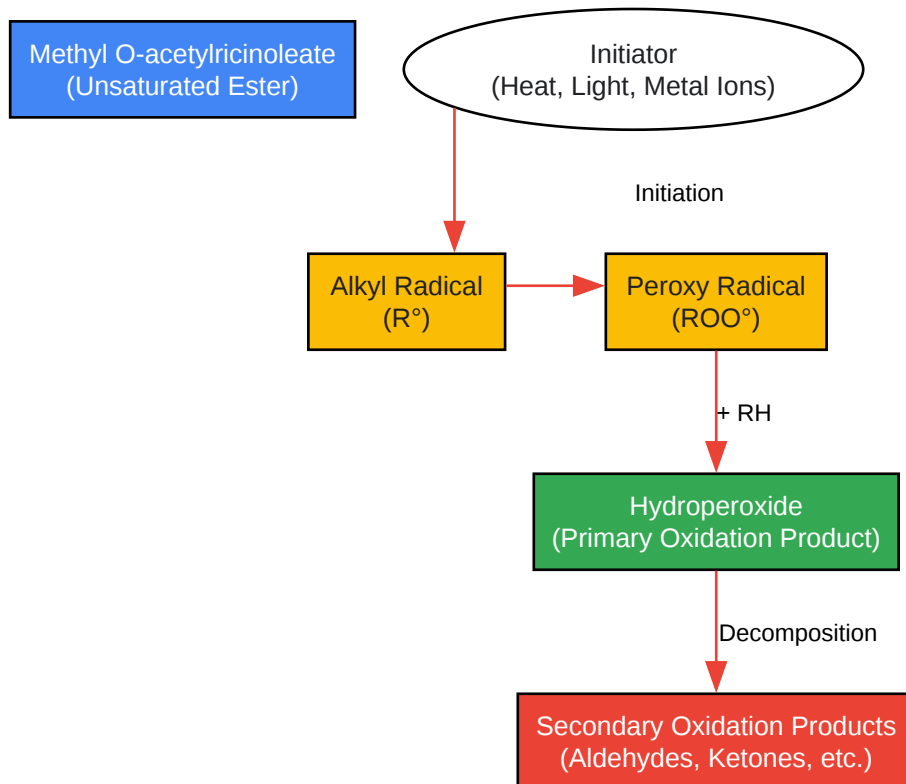 Methyl O-acetylricinoleate
(Unsaturated Ester)
Initiator
(Heat, Light, Metal Ions)
Initiation
Alkyl Radical
(R°)
Peroxy Radical
(ROO°)
+ RH
Hydroperoxide
(Primary Oxidation Product)
Decomposition
Secondary Oxidation Products
(Aldehydes, Ketones, etc.)